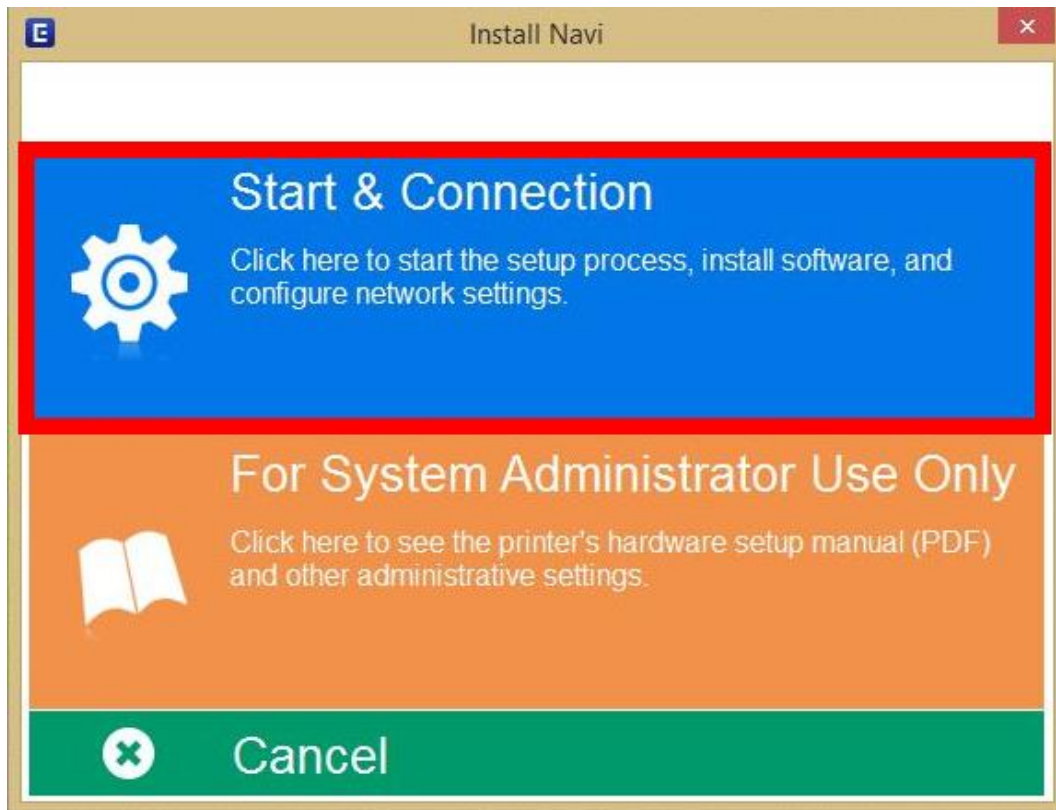 E
Install Navi
Start & Connection
Click here to start the setup process, install software, and
configure network settings.
For System Administrator Use Only
Click here to see the printer's hardware setup manual (PDF)
and other administrative settings.
Cancel